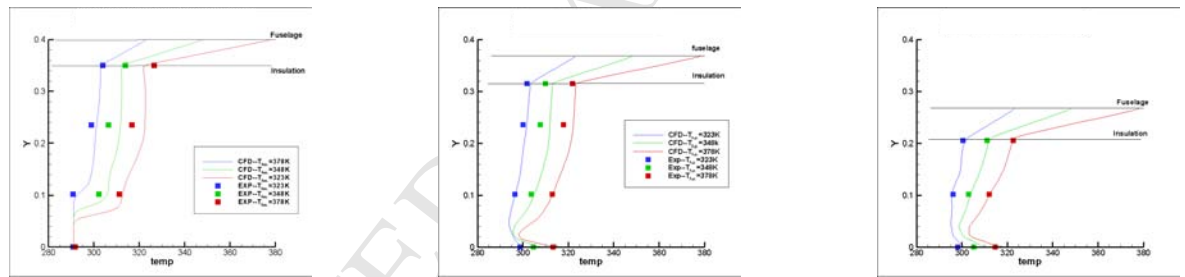 0.4
Fuselage
Insulation
0.3
Y
0.2
CFD--T =378K
CFD--T =348K
CFD--T =323K
EXP--T =323K
EXP--T =348K
EXP--T =378K
0.1
0
280 300 320 340 360 380
temp
0.4
fuselage
Insulation
0.3
Y
0.2
CFD--T =323K
CFD--T =348k
CFD--T =378K
Exp--T =323K
Exp--T =348K
Exp--T =378K
0.1
0
280 300 320 340 360 380
temp
0.4
0.3
Fuselage
Insulation
Y
0.2
0.1
0
280 300 320 340 360 380
temp